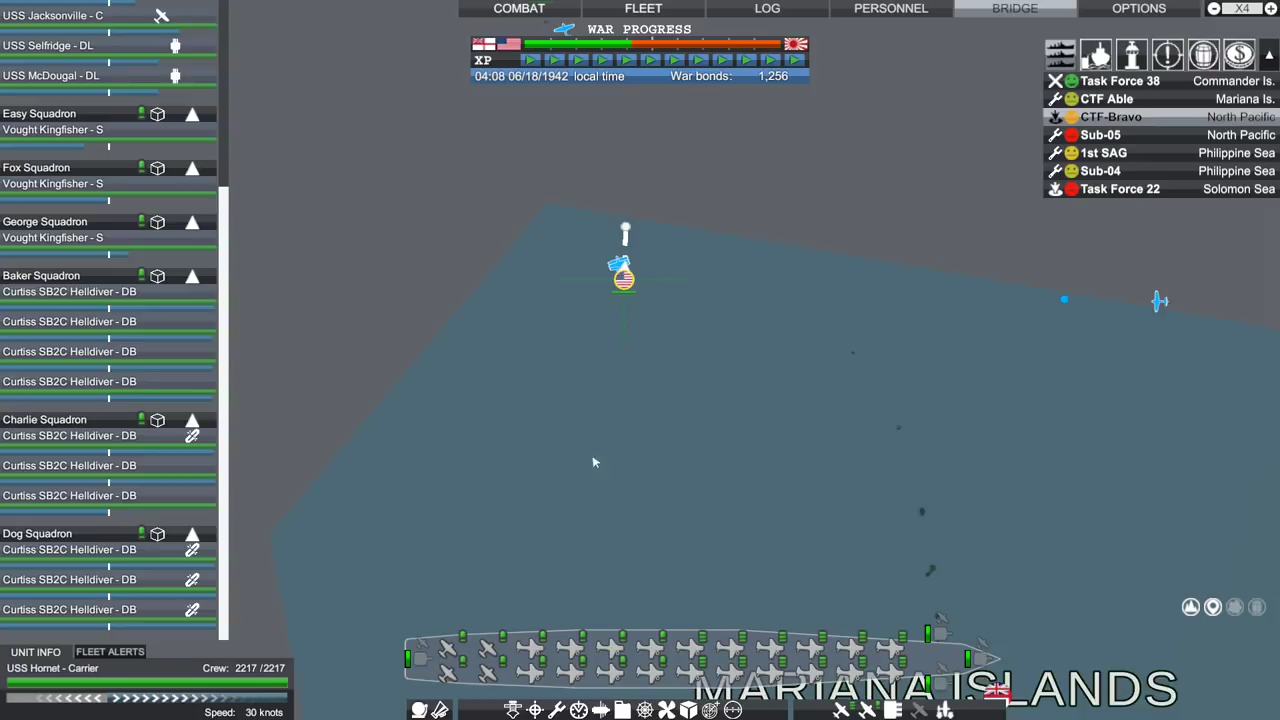 COMBAT FLEET LOG PERSONNEL BRIDGE OPTIONS X4
WAR PROGRESS
XP
04:08 06/18/1942 local time War bonds: 1,256
Task Force 38 Commander Is.
CTF Able Mariana Is.
CTF-Bravo North Pacific
Sub-05 North Pacific
1st SAG Philippine Sea
Sub-04 Philippine Sea
Task Force 22 Solomon Sea
USS Jacksonville - C
USS Selfridge - DL
USS McDougal - DL
Easy Squadron
Vought Kingfisher - S
Fox Squadron
Vought Kingfisher - S
George Squadron
Vought Kingfisher - S
Baker Squadron
Curtiss SB2C Helldiver - DB
Curtiss SB2C Helldiver - DB
Curtiss SB2C Helldiver - DB
Curtiss SB2C Helldiver - DB
Charlie Squadron
Curtiss SB2C Helldiver - DB
Curtiss SB2C Helldiver - DB
Curtiss SB2C Helldiver - DB
Dog Squadron
Curtiss SB2C Helldiver - DB
Curtiss SB2C Helldiver - DB
Curtiss SB2C Helldiver - DB
UNIT INFO FLEET ALERTS
USS Hornet - Carrier Crew: 2217 /2217
Speed: 30 knots
MARIANA ISLANDS